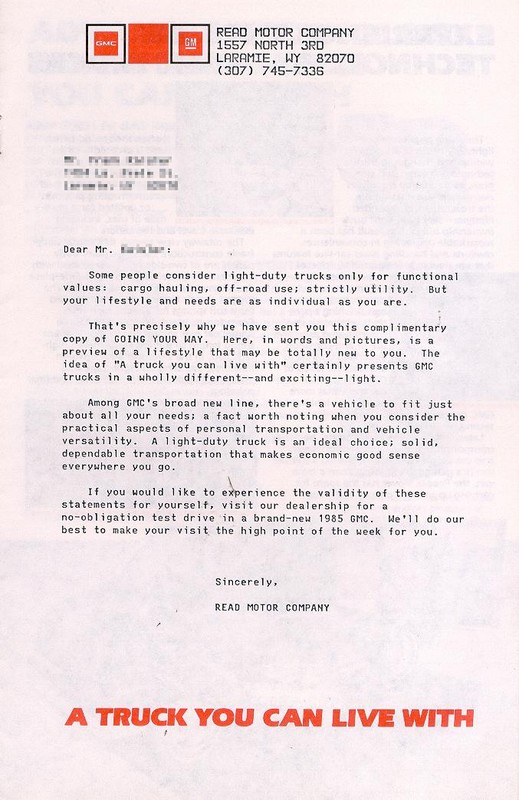 GMC
GM
READ MOTOR COMPANY
1557 NORTH 3RD
LARAMIE, WY 82070
(307) 745-7336
Dear Mr.
Some people consider light-duty trucks only for functional
values: cargo hauling, off-road use; strictly utility. But
your lifestyle and needs are as individual as you are.
That's precisely why we have sent you this complimentary
copy of GOING YOUR WAY. Here, in words and pictures, is a
preview of a lifestyle that may be totally new to you. The
idea of "A truck you can live with" certainly presents GMC
trucks in a wholly different--and exciting--light.
Among GMC's broad new line, there's a vehicle to fit just
about all your needs; a fact worth noting when you consider the
practical aspects of personal transportation and vehicle
versatility. A light-duty truck is an ideal choice; solid,
dependable transportation that makes economic good sense
everywhere you go.
If you would like to experience the validity of these
statements for yourself, visit our dealership for a
no-obligation test drive in a brand-new 1985 GMC. We'll do our
best to make your visit the high point of the week for you.
Sincerely,
READ MOTOR COMPANY
A TRUCK YOU CAN LIVE WITH